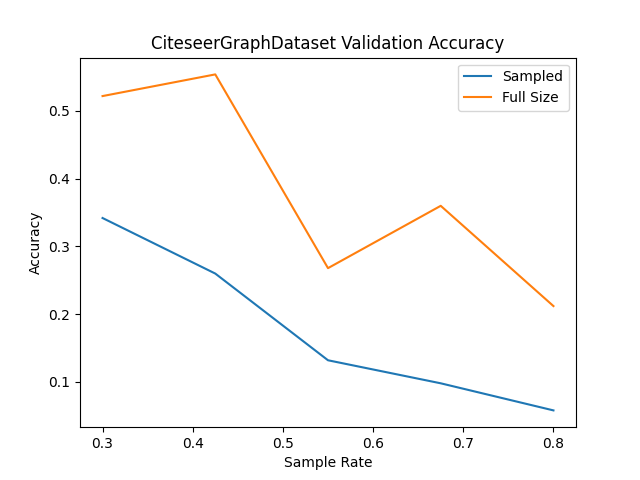 CiteseerGraphDataset Validation Accuracy
Sampled
Full Size
0.5
0.4
0.3
0.2
0.1
Accuracy
0.3 0.4 0.5 0.6 0.7 0.8
Sample Rate